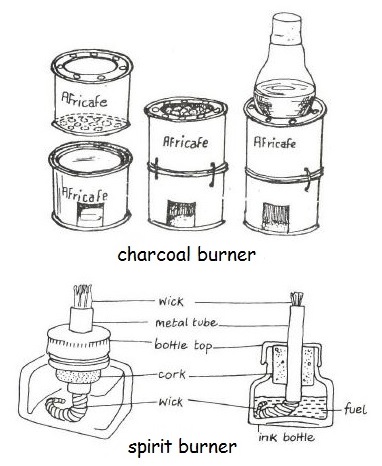 Africafe
Africafe
Africafe
Africafe
charcoal burner
wick
metal tube
bottle top
cork
wick
fuel
ink bottle
spirit burner